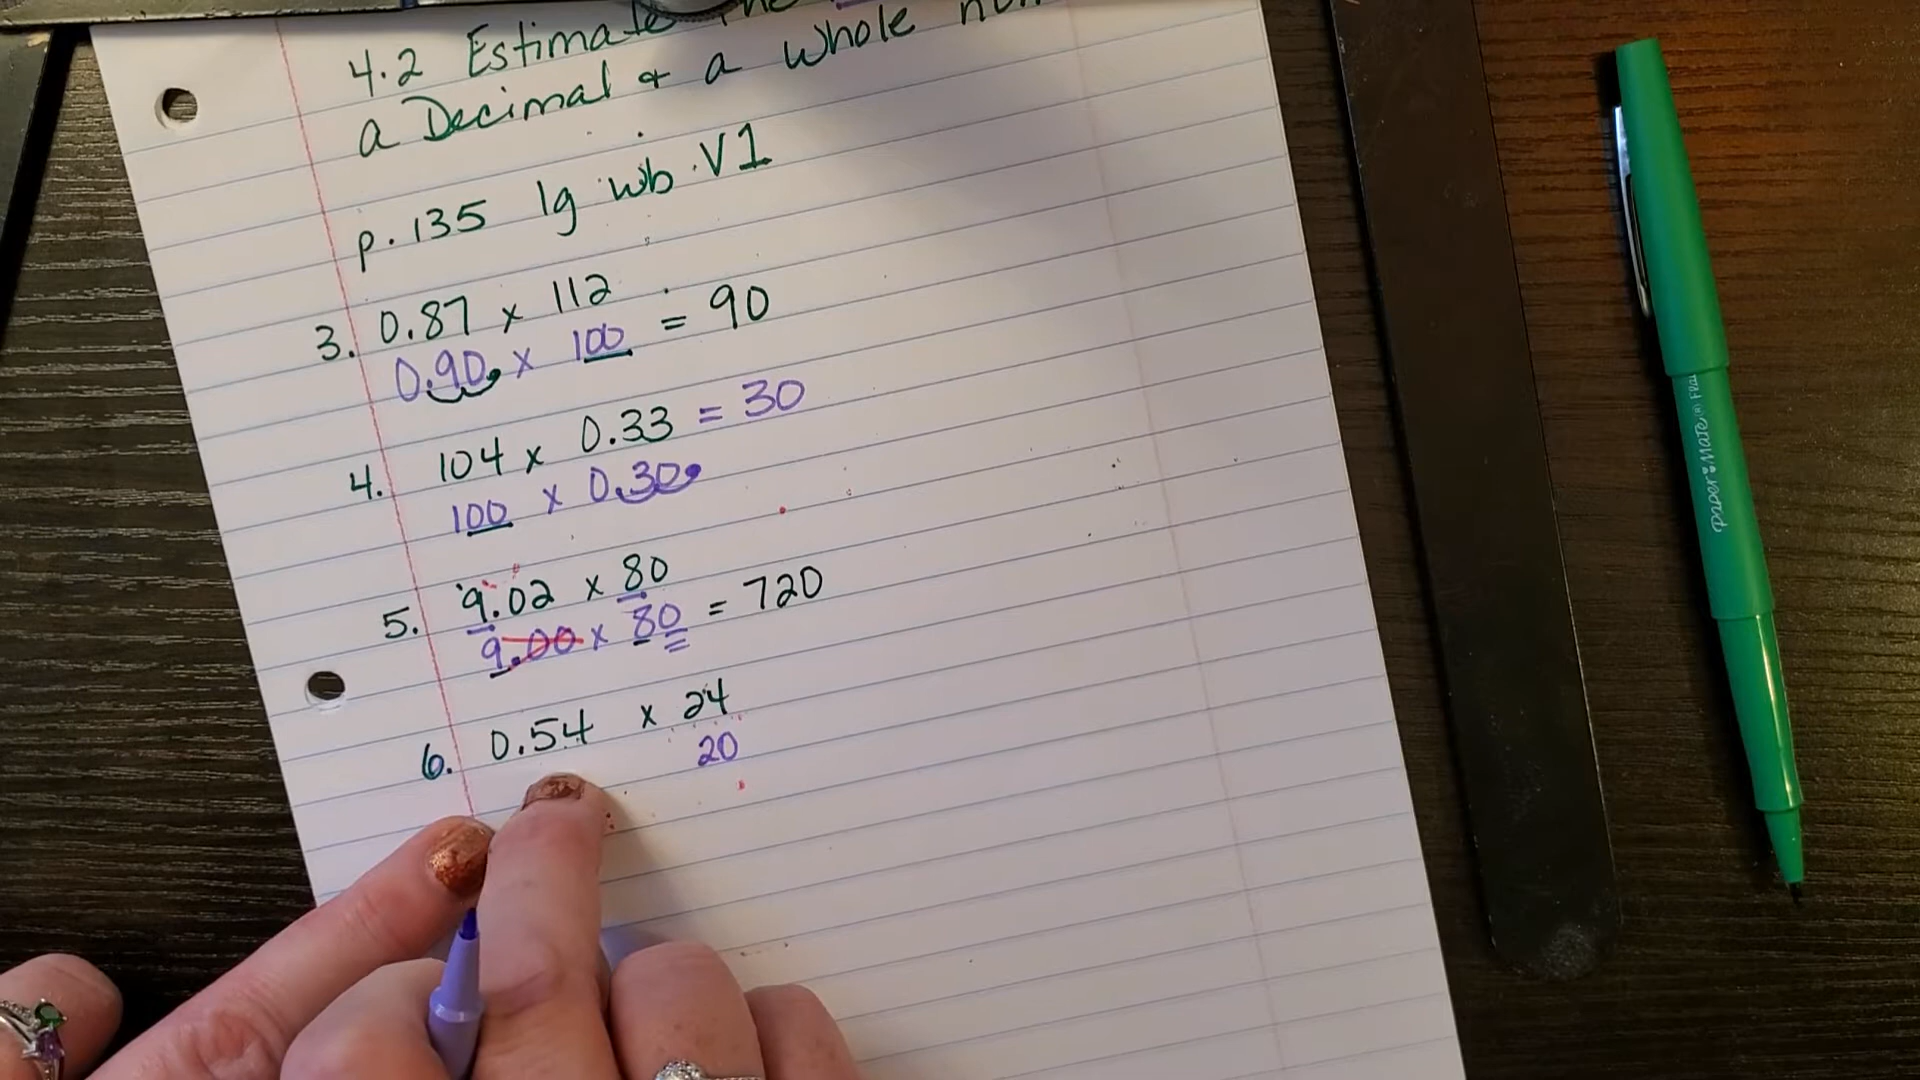 4.2 Estimate the
a Decimal & a Whole
p. 135 lg wb V1
3. 0.87 x 112
0.90 x 100 = 90
4. 104 x 0.33 = 30
100 x 0.30
5. 9.02 x 80
9.00 x 80 = 720
6. 0.54 x 24
20
paper mate Flair